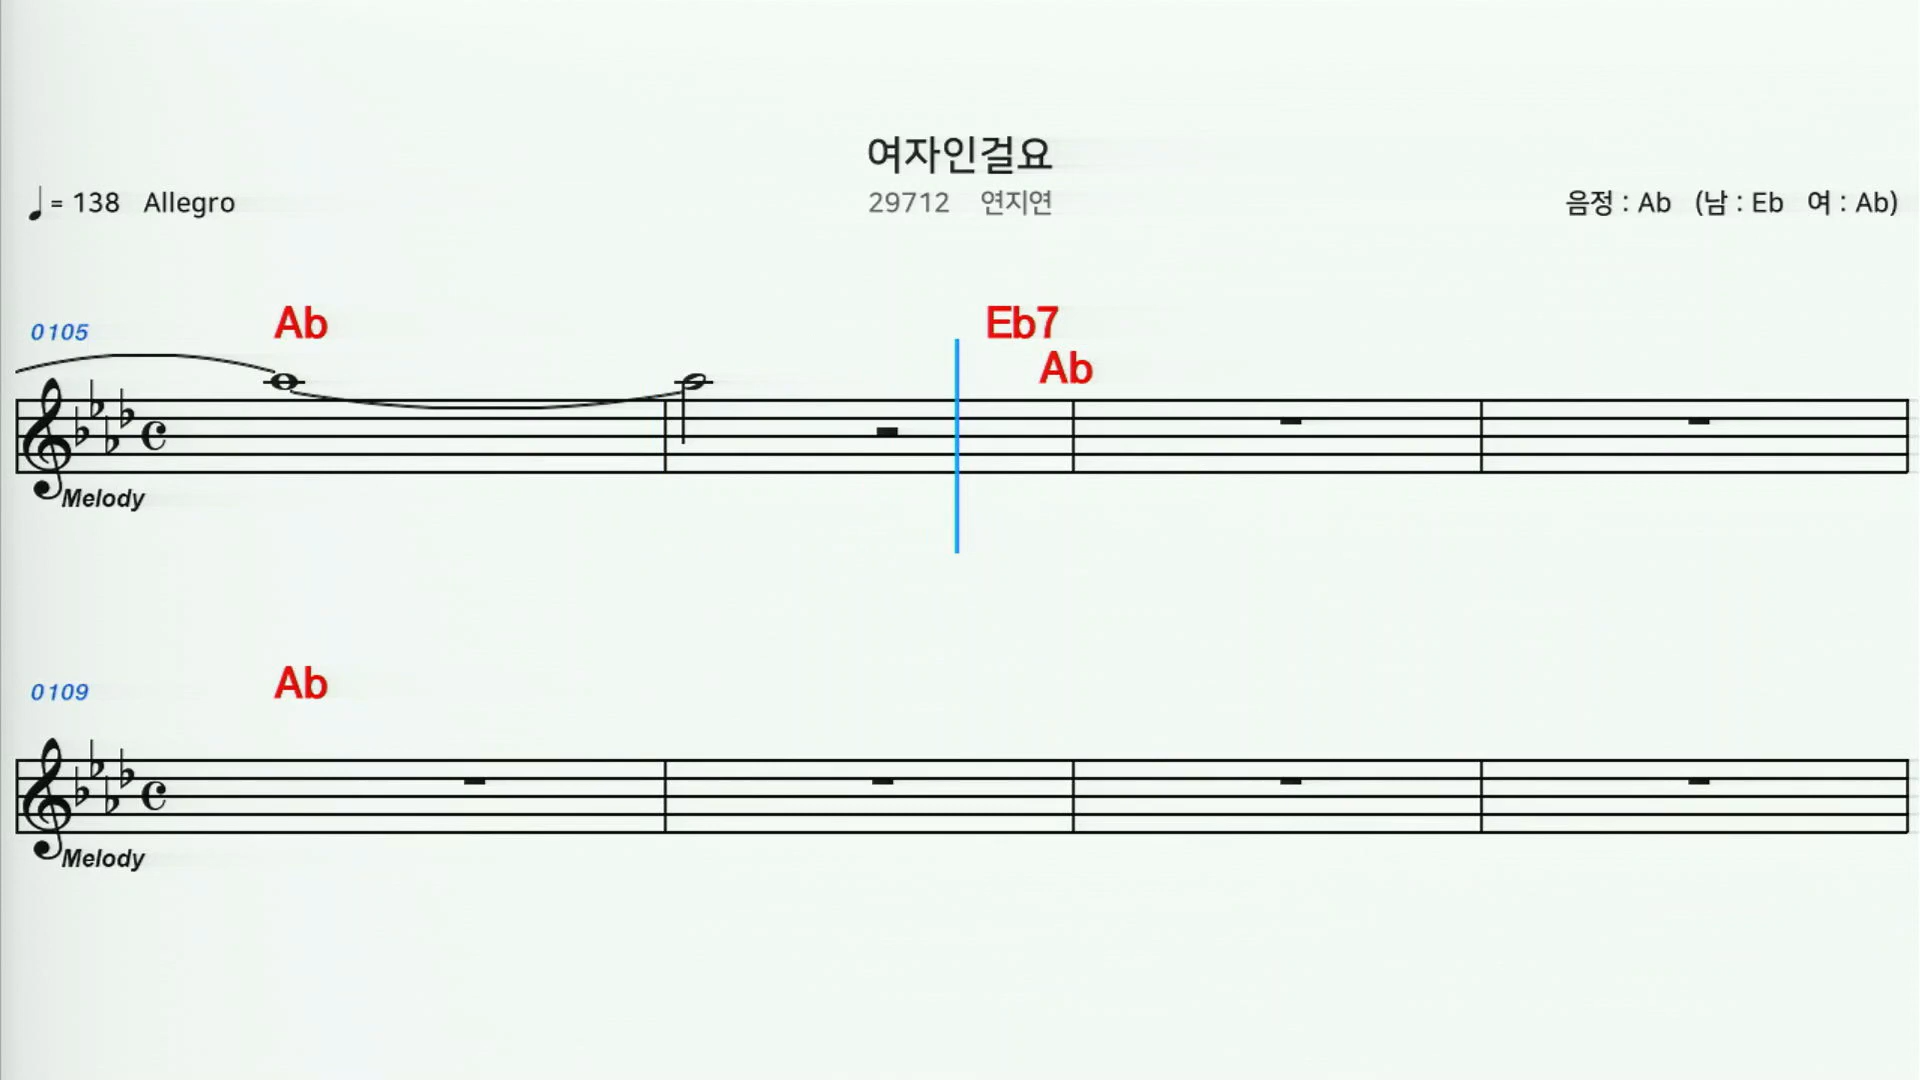 여자인걸요
= 138 Allegro
29712 연지연
음정 : Ab (남 : Eb 여 : Ab)
0105
Ab
Eb7
Ab
Melody
0109
Ab
Melody